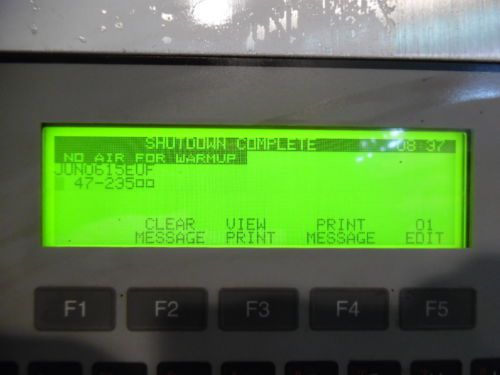 SHUTDOWN COMPLETE 08:37
NO AIR FOR WARMUP
JUN0615EUF
47-235□□
CLEAR VIEW PRINT 01
MESSAGE PRINT MESSAGE EDIT
F1 F2 F3 F4 F5